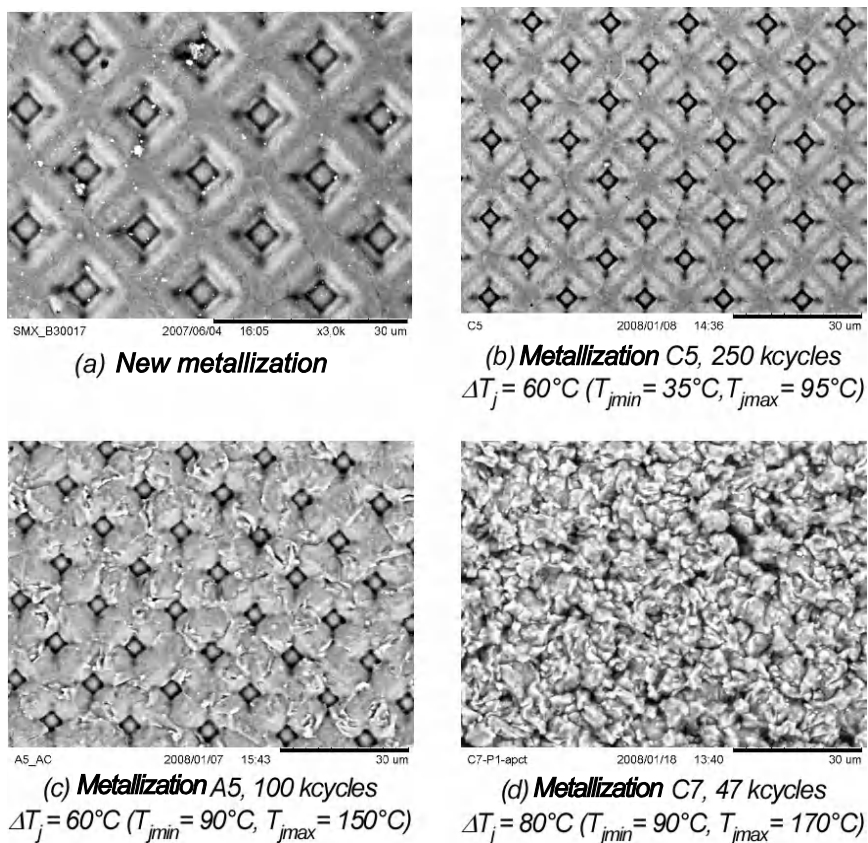 SMX_B30017 2007/06/04 16:05 x3.0k 30 um
(a) New metallization
C5 2008/01/08 14:36 30 um
(b) Metallization C5, 250 kcycles
ΔTj = 60°C (Tjmin = 35°C, Tjmax = 95°C)
A5_AC 2008/01/07 15:43 30 um
(c) Metallization A5, 100 kcycles
ΔTj = 60°C (Tjmin = 90°C, Tjmax = 150°C)
C7-P1-apct 2008/01/18 13:40 30 um
(d) Metallization C7, 47 kcycles
ΔTj = 80°C (Tjmin = 90°C, Tjmax = 170°C)